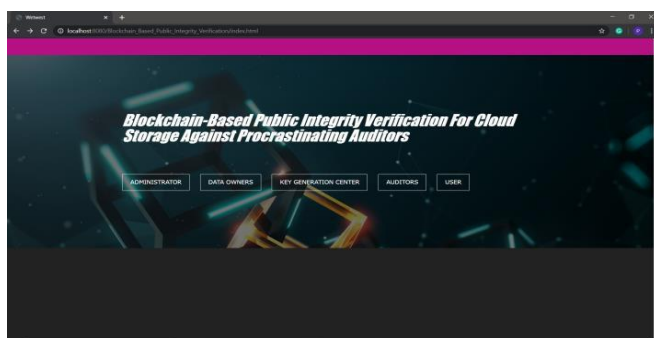 Winwest
localhost:8080/Blockchain_Based_Public_Integrity_Verification/index.html
Blockchain-Based Public Integrity Verification For Cloud
Storage Against Procrastinating Auditors
ADMINISTRATOR DATA OWNERS KEY GENERATION CENTER AUDITORS USER